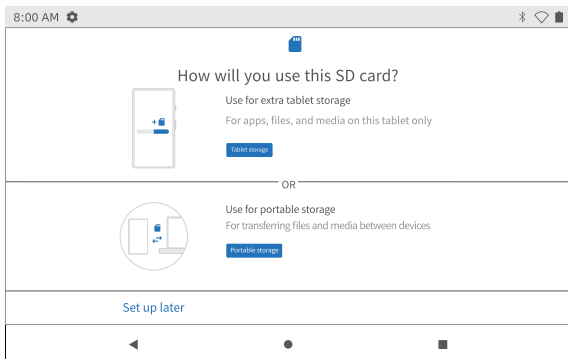 8:00 AM
How will you use this SD card?
Use for extra tablet storage
For apps, files, and media on this tablet only
Tablet storage
OR
Use for portable storage
For transferring files and media between devices
Portable storage
Set up later